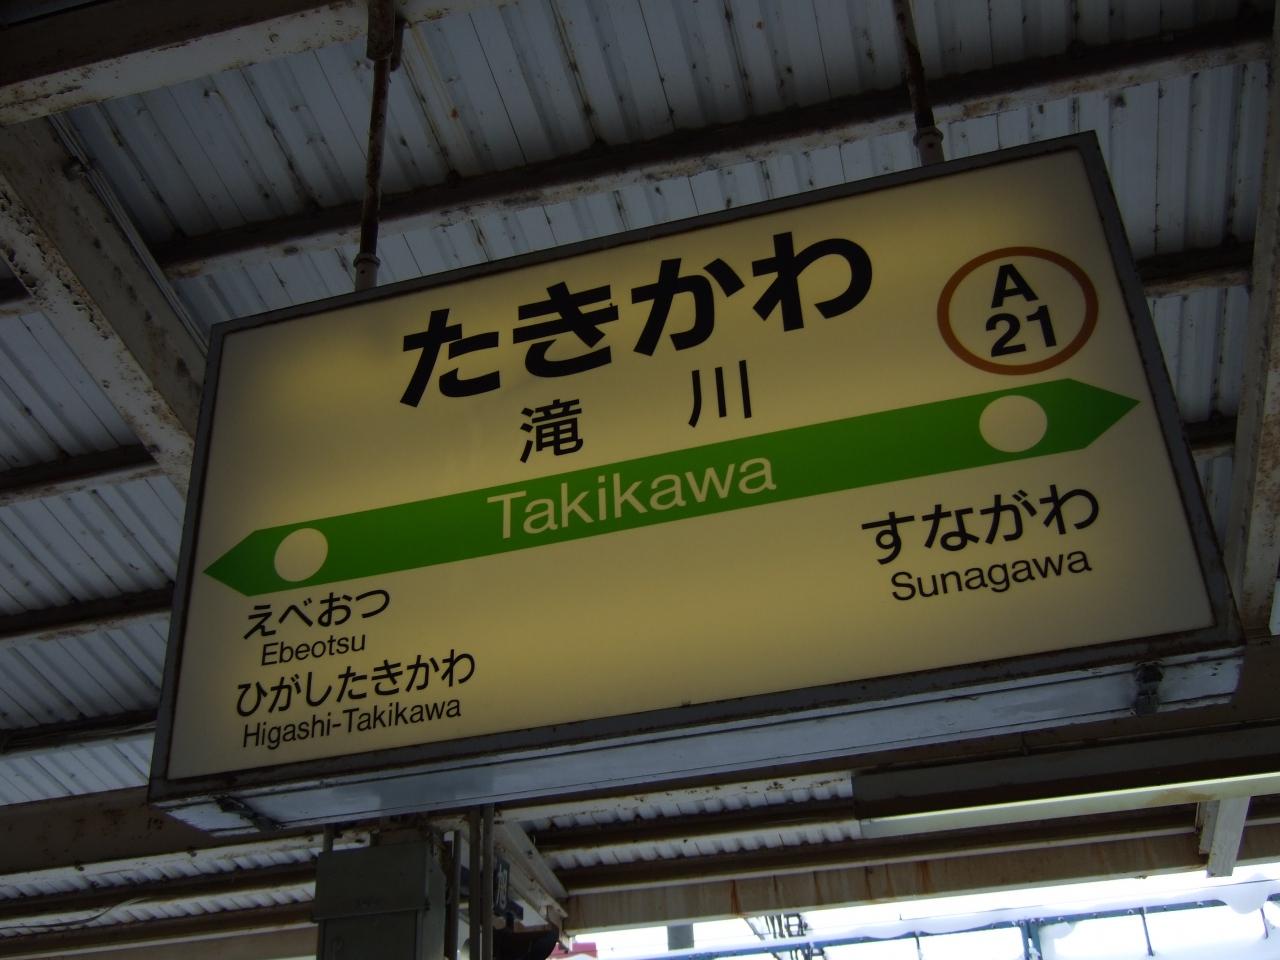 たきかわ
A
21
滝川
Takikawa
えべおつ
Ebeotsu
ひがしたきかわ
Higashi-Takikawa
すながわ
Sunagawa